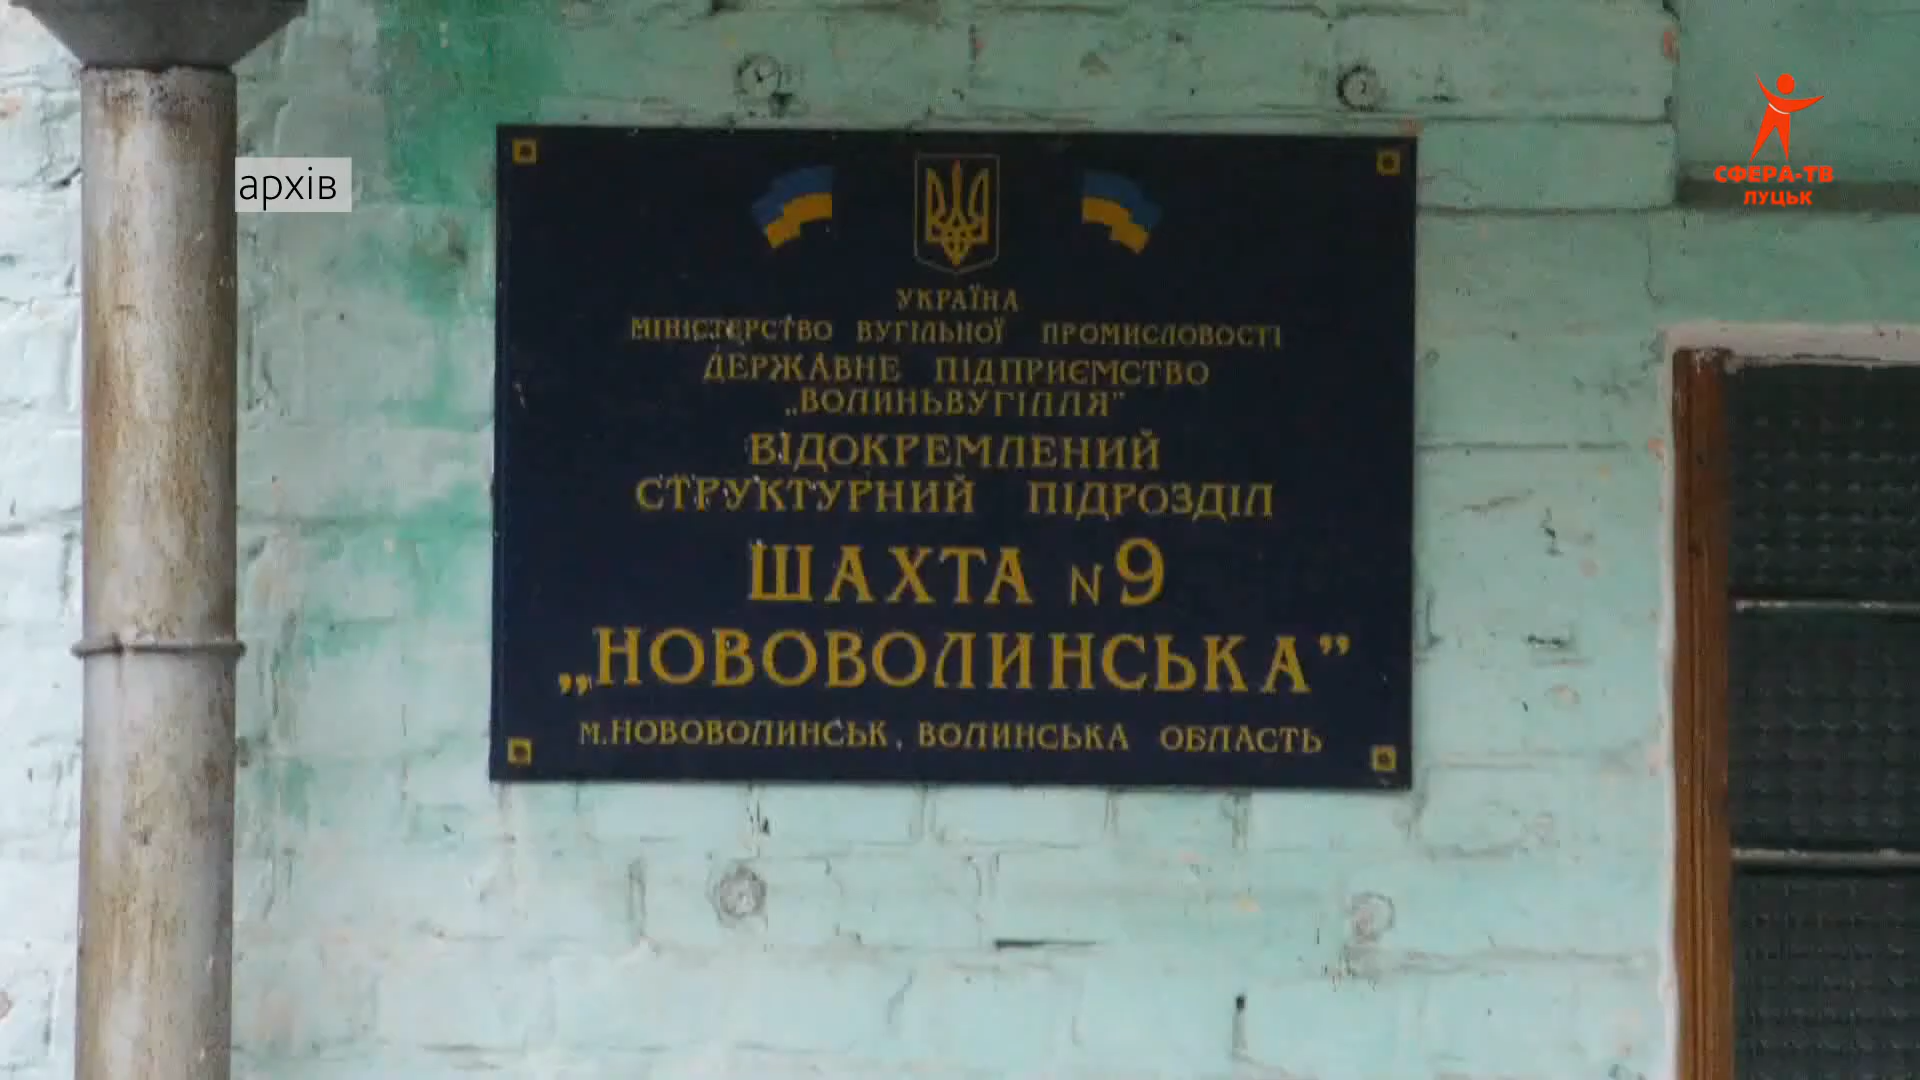 архів
СФЕРА-ТВ
ЛУЦЬК
УКРАЇНА
МІНІСТЕРСТВО ВУГІЛЬНОЇ ПРОМИСЛОВОСТІ
ДЕРЖАВНЕ ПІДПРИЄМСТВО
„ВОЛИНЬВУГІЛЛЯ”
ВІДОКРЕМЛЕНИЙ
СТРУКТУРНИЙ ПІДРОЗДІЛ
ШАХТА N9
„НОВОВОЛИНСЬКА”
м.НОВОВОЛИНСЬК, ВОЛИНСЬКА ОБЛАСТЬ